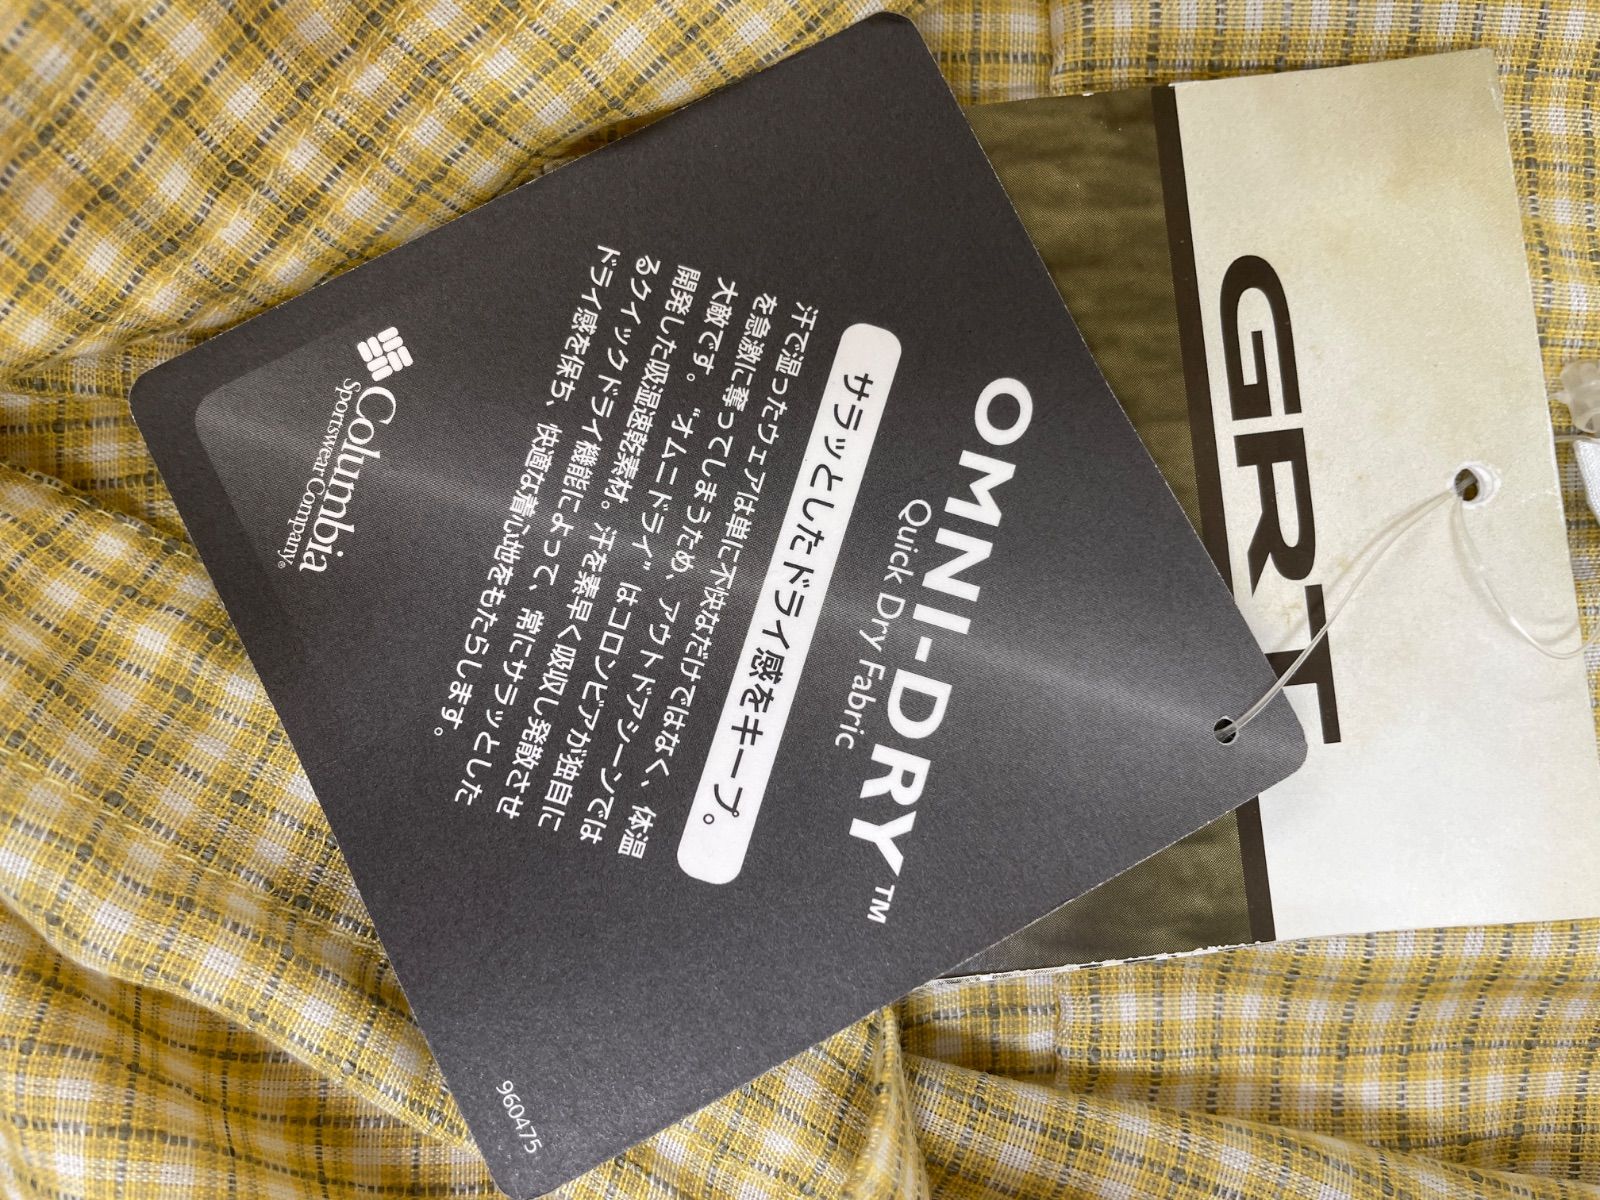 OMNI-DRY™
Quick Dry Fabric
サラッとしたドライ感をキープ。
汗で湿ったウェアは単に不快なだけではなく、体温
を急激に奪ってしまうため、アウトドアシーンでは
大敵です。“オムニドライ”はコロンビアが独自に
開発した吸湿速乾素材。汗を素早く吸収し発散させ
るクイックドライ機能によって、常にサラッとした
ドライ感を保ち、快適な着心地をもたらします。
Columbia
Sportswear Company®
960475
GRT